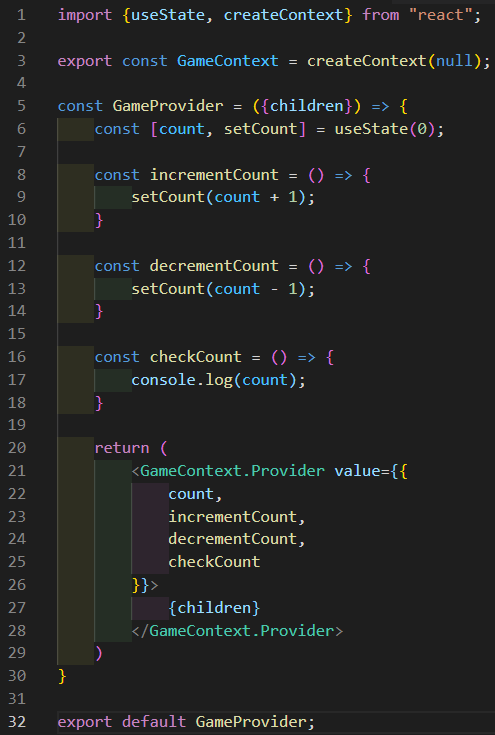 1 import {useState, createContext} from "react";
2
3 export const GameContext = createContext(null);
4
5 const GameProvider = ({children}) => {
6     const [count, setCount] = useState(0);
7
8     const incrementCount = () => {
9         setCount(count + 1);
10     }
11
12     const decrementCount = () => {
13         setCount(count - 1);
14     }
15
16     const checkCount = () => {
17         console.log(count);
18     }
19
20     return (
21         <GameContext.Provider value={{
22             count,
23             incrementCount,
24             decrementCount,
25             checkCount
26         }}>
27             {children}
28         </GameContext.Provider>
29     )
30 }
31
32 export default GameProvider;